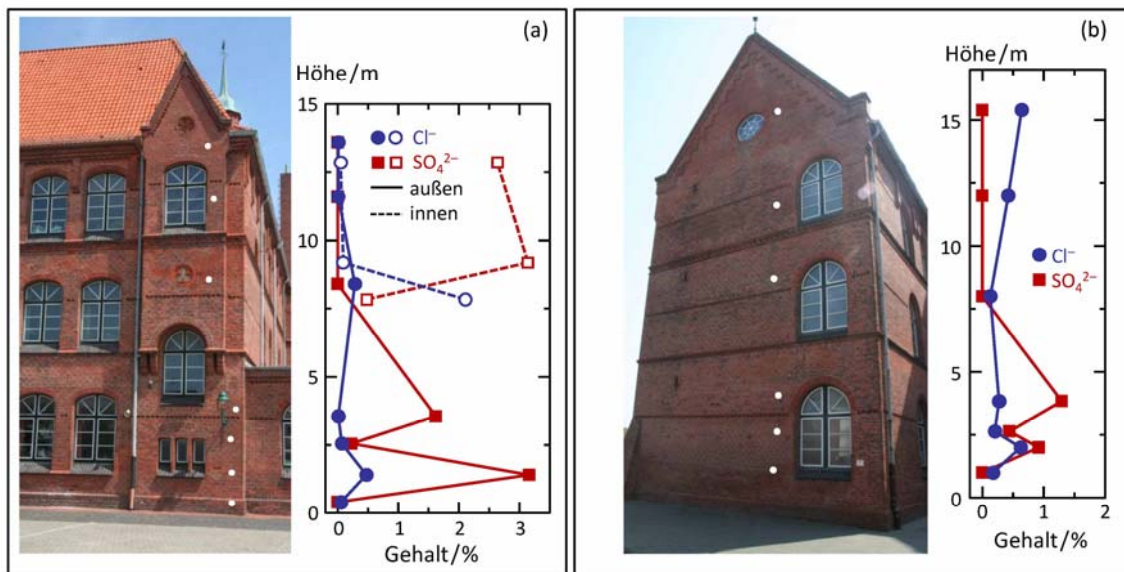 (a)
Höhe/m
15
10
5
0
Cl⁻
SO₄²⁻
außen
innen
0 1 2 3
Gehalt/%
(b)
Höhe/m
15
10
5
0
Cl⁻
SO₄²⁻
0 1 2
Gehalt/%